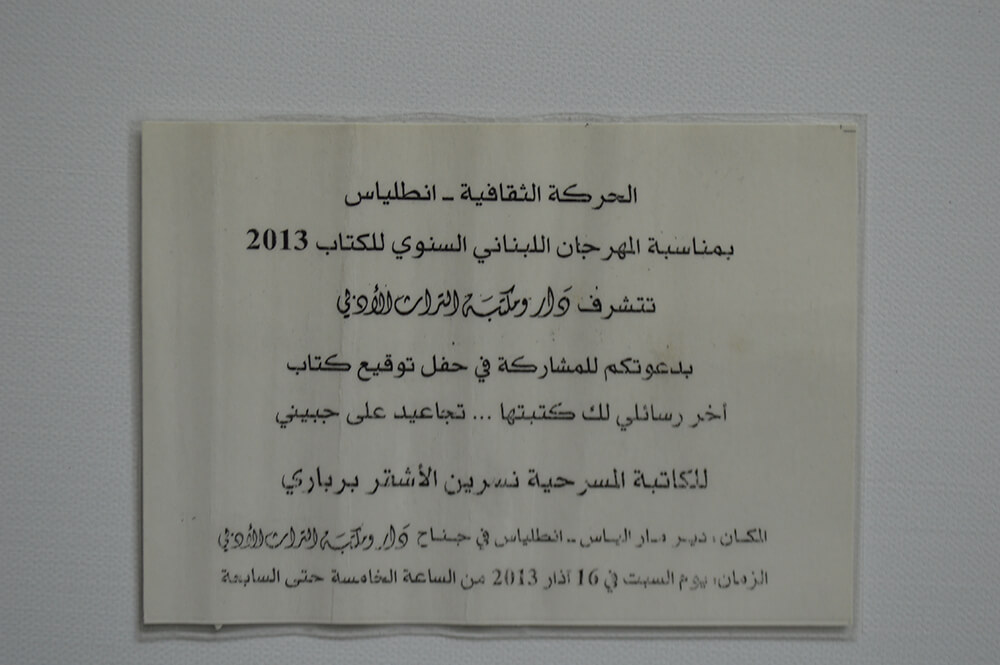 الحركة الثقافية - انطلياس
بمناسبة المهرجان اللبناني السنوي للكتاب 2013
تتشرف دار ومكتبة التراث الأدبي
بدعوتكم للمشاركة في حفل توقيع كتاب
أخر رسائلي لك كتبتها ... تجاعيد على جبيني
للكاتبة المسرحية نسرين الأشتر برباري
المكان: دير مار الياس - انطلياس في جناح دار ومكتبة التراث الأدبي
الزمان: يوم السبت في 16 آذار 2013 من الساعة الخامسة حتى السابعة